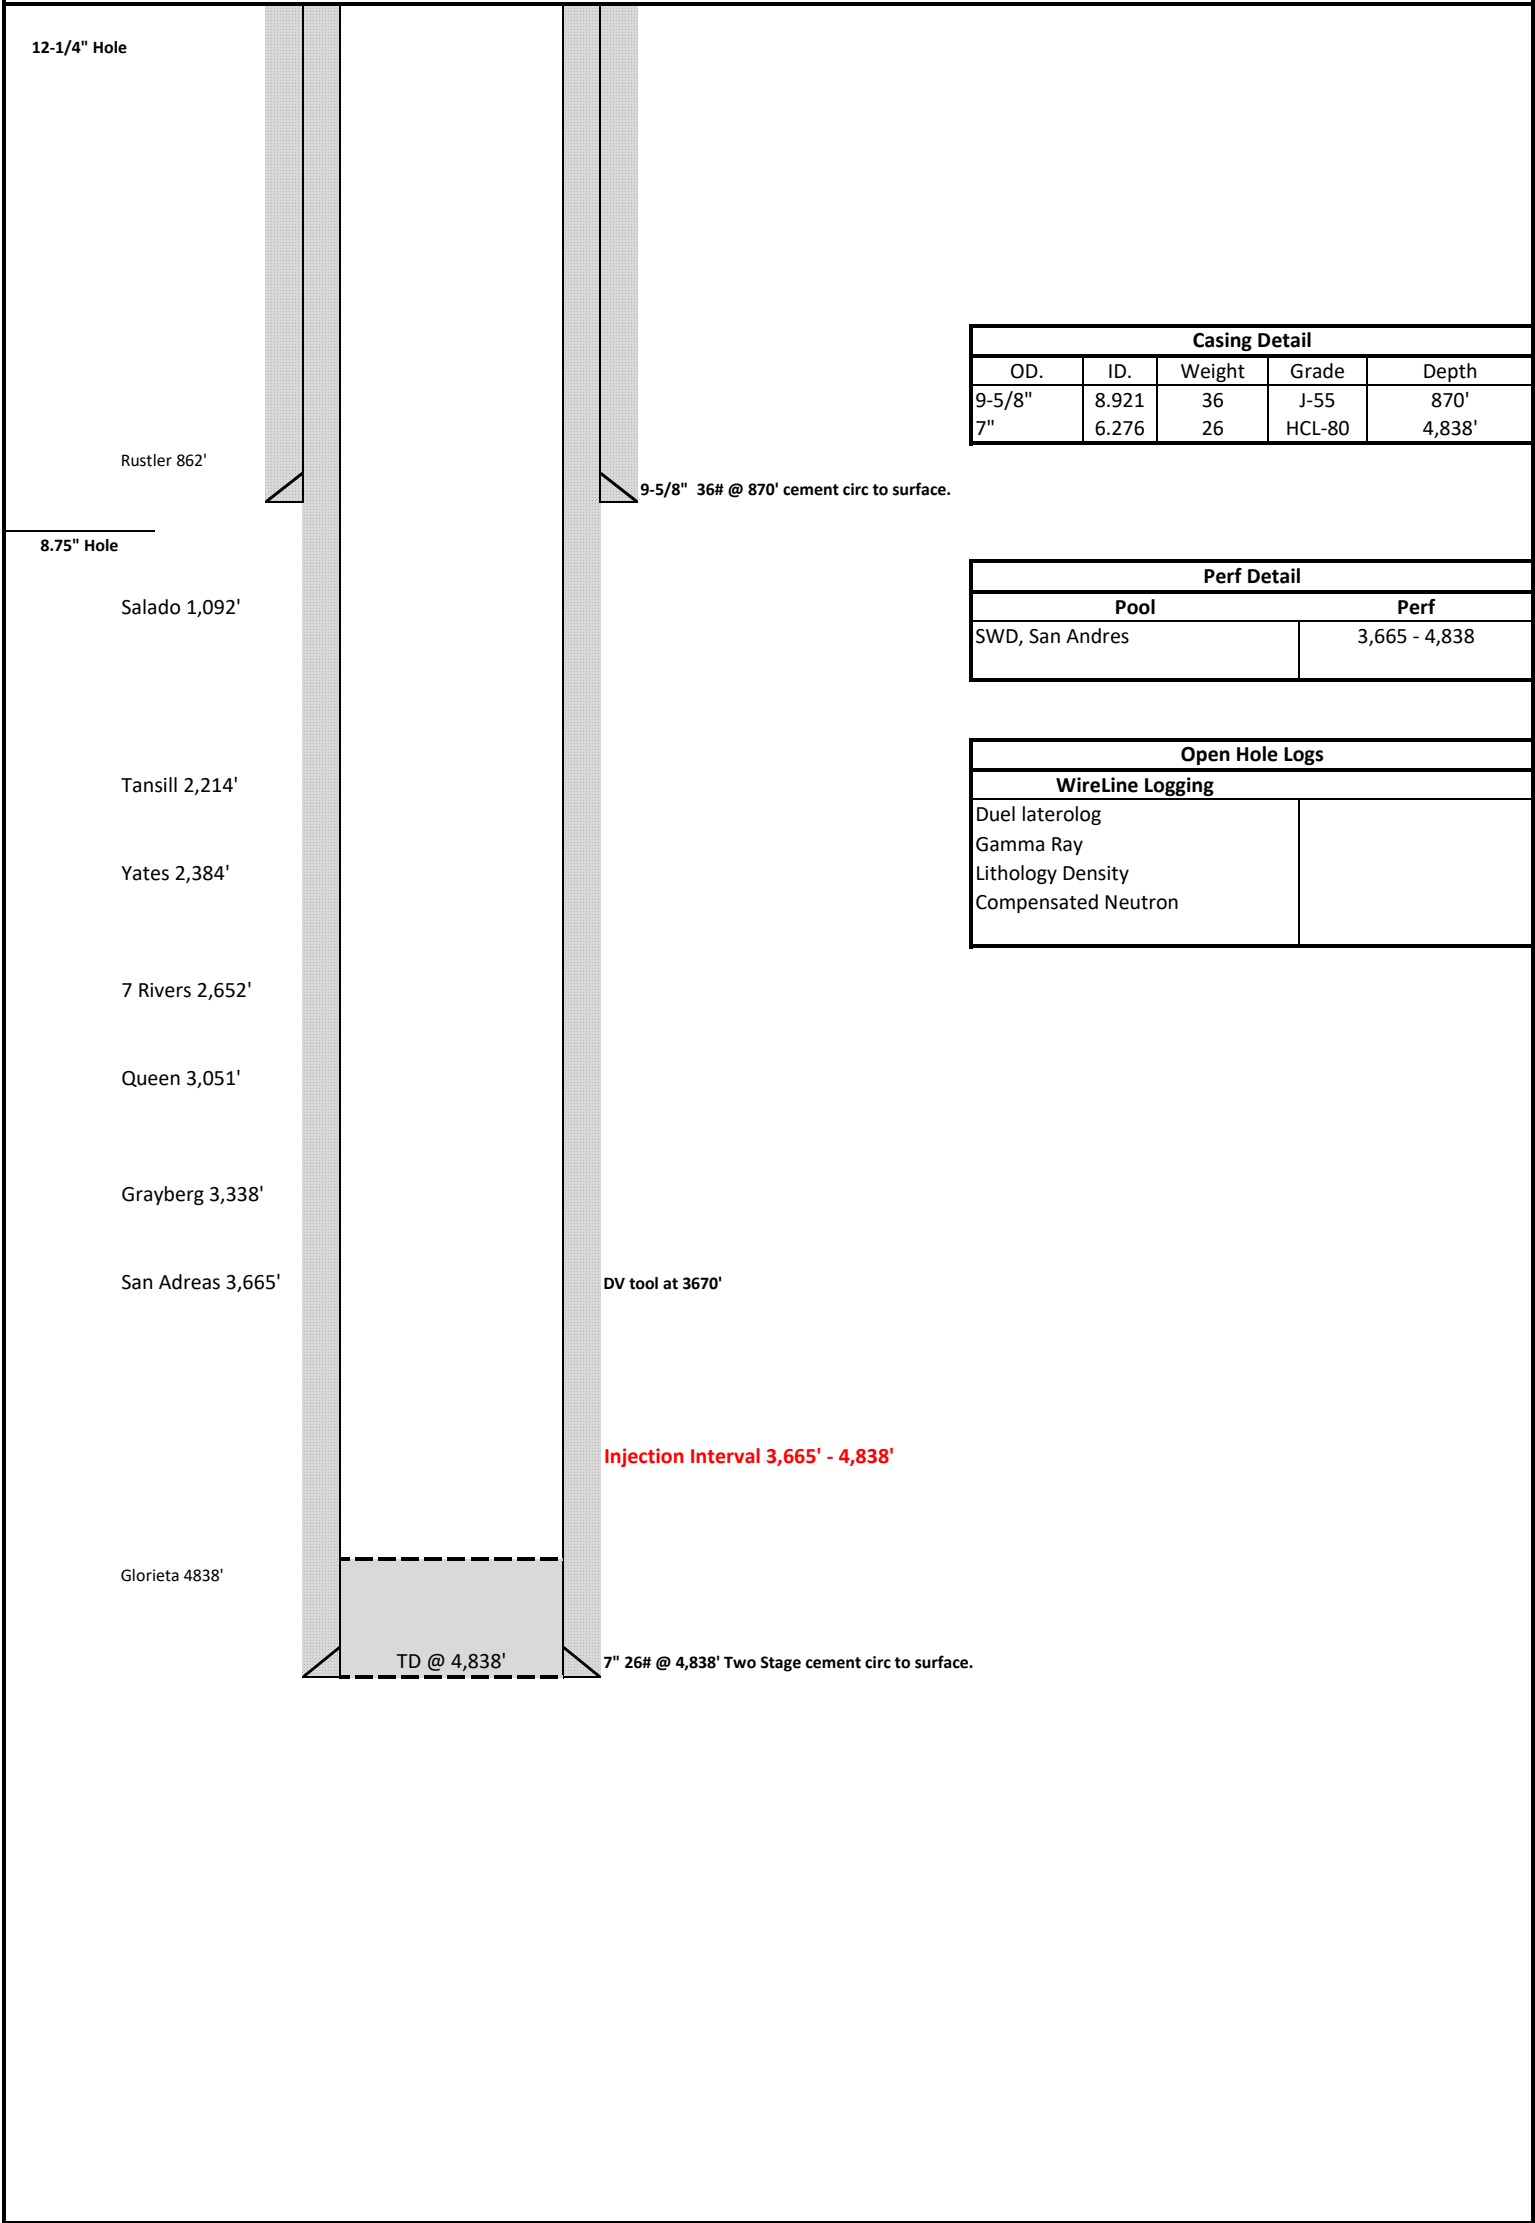 12-1/4" Hole
Casing Detail
OD. ID. Weight Grade Depth
9-5/8" 8.921 36 J-55 870'
7" 6.276 26 HCL-80 4,838'
Rustler 862'
9-5/8"  36# @ 870' cement circ to surface.
8.75" Hole
Perf Detail
Pool Perf
Salado 1,092'
SWD, San Andres 3,665 - 4,838
Open Hole Logs
Tansill 2,214'
WireLine Logging
Duel laterolog
Gamma Ray
Yates 2,384'
Lithology Density
Compensated Neutron
7 Rivers 2,652'
Queen 3,051'
Grayberg 3,338'
San Adreas 3,665'
DV tool at 3670'
Injection Interval 3,665' - 4,838'
Glorieta 4838'
TD @ 4,838'
7" 26# @ 4,838' Two Stage cement circ to surface.